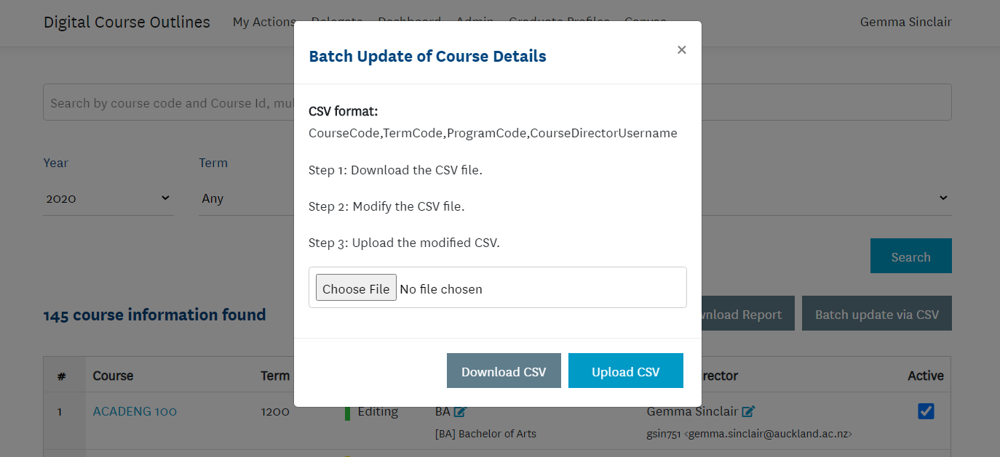 Digital Course Outlines My Actions Delegate Dashboard Admin Graduate Profiles Canvas Gemma Sinclair
Batch Update of Course Details ×
Search by course code and Course Id, mul
CSV format:
CourseCode,TermCode,ProgramCode,CourseDirectorUsername
Year Term
Step 1: Download the CSV file.
2020 Any
Step 2: Modify the CSV file.
Step 3: Upload the modified CSV.
Search
Choose File No file chosen
145 course information found wnload Report Batch update via CSV
Download CSV Upload CSV
# Course Term rector Active
1 ACADENG 100 1200 Editing BA Gemma Sinclair
[BA] Bachelor of Arts gsin751 <gemma.sinclair@auckland.ac.nz>